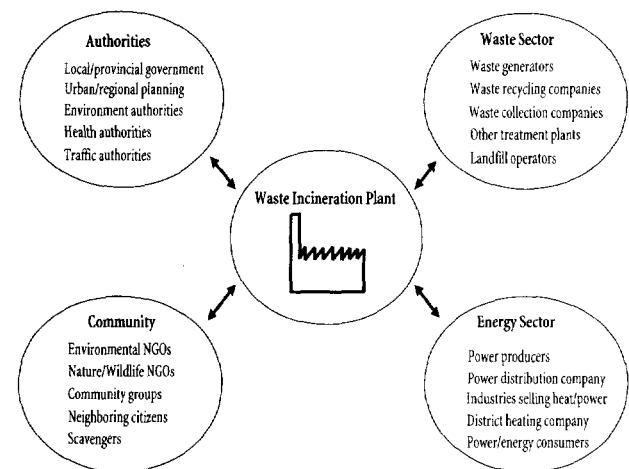 Authorities
Local/provincial government
Urban/regional planning
Environment authorities
Health authorities
Traffic authorities
Waste Sector
Waste generators
Waste recycling companies
Waste collection companies
Other treatment plants
Landfill operators
Waste Incineration Plant
Community
Environmental NGOs
Nature/Wildlife NGOs
Community groups
Neighboring citizens
Scavengers
Energy Sector
Power producers
Power distribution company
Industries selling heat/power
District heating company
Power/energy consumers